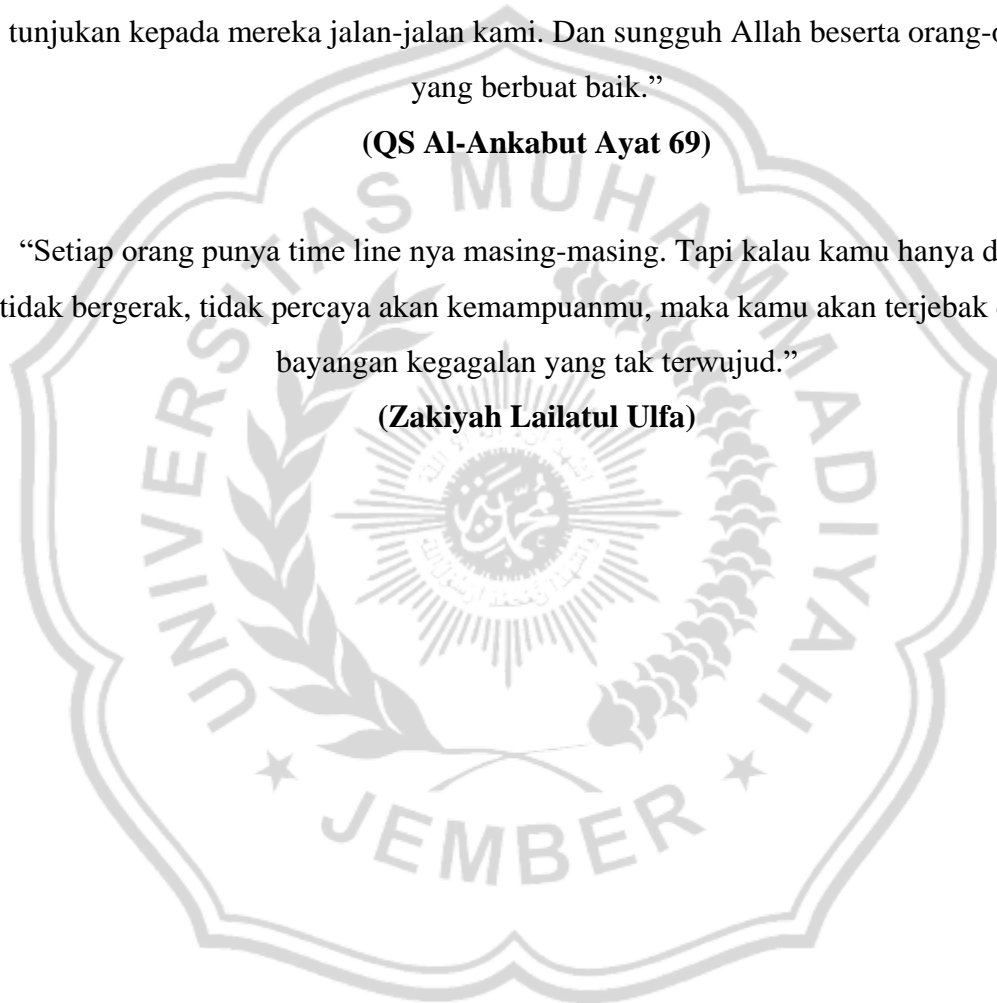 tunjukan kepada mereka jalan-jalan kami. Dan sungguh Allah beserta
yang berbuat baik.”
(QS Al-Ankabut Ayat 69)
“Setiap orang punya time line nya masing-masing. Tapi kalau kamu hanya
tidak bergerak, tidak percaya akan kemampuanmu, maka kamu akan terjebak
bayangan kegagalan yang tak terwujud.”
(Zakiyah Lailatul Ulfa)
UNIVERSITAS MUHAMMADIYAH
JEMBER